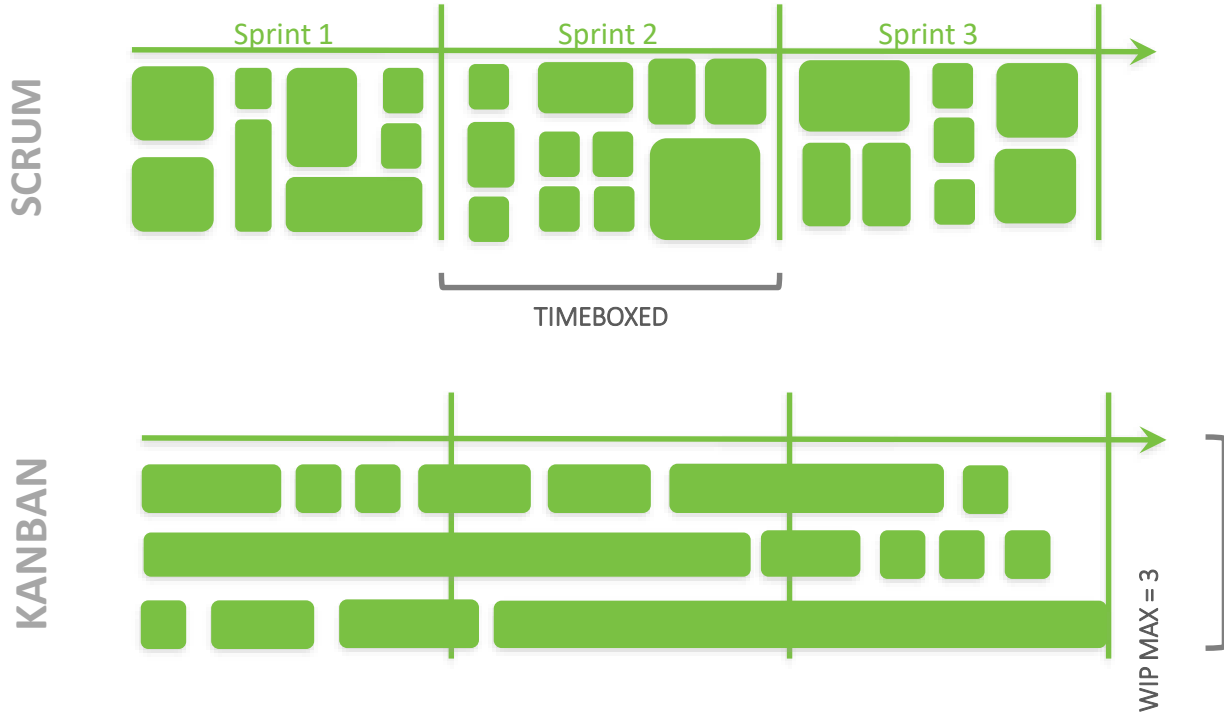 SCRUM
Sprint 1
Sprint 2
Sprint 3
TIMEBOXED
KANBAN
WIP MAX = 3